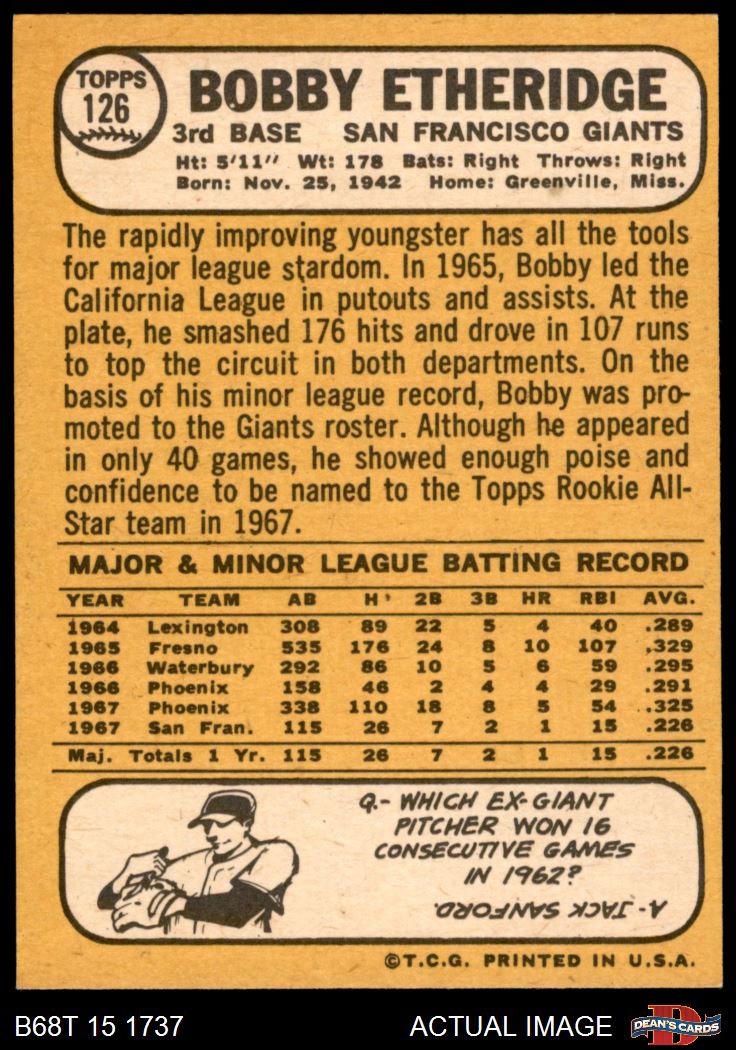 TOPPS
126
BOBBY ETHERIDGE
3rd BASE SAN FRANCISCO GIANTS
Ht: 5'11" Wt: 178 Bats: Right Throws: Right
Born: Nov. 25, 1942 Home: Greenville, Miss.
The rapidly improving youngster has all the tools
for major league stardom. In 1965, Bobby led the
California League in putouts and assists. At the
plate, he smashed 176 hits and drove in 107 runs
to top the circuit in both departments. On the
basis of his minor league record, Bobby was pro-
moted to the Giants roster. Although he appeared
in only 40 games, he showed enough poise and
confidence to be named to the Topps Rookie All-
Star team in 1967.
MAJOR & MINOR LEAGUE BATTING RECORD
YEAR TEAM AB H 2B 3B HR RBI AVG.
1964 Lexington 308 89 22 5 4 40 .289
1965 Fresno 535 176 24 8 10 107 .329
1966 Waterbury 292 86 10 5 6 59 .295
1966 Phoenix 158 46 2 4 4 29 .291
1967 Phoenix 338 110 18 8 5 54 .325
1967 San Fran. 115 26 7 2 1 15 .226
Maj. Totals 1 Yr. 115 26 7 2 1 15 .226
Q.- WHICH EX-GIANT
PITCHER WON 16
CONSECUTIVE GAMES
IN 1962?
A- JACK SANFORD.
©T.C.G. PRINTED IN U.S.A.
B68T 15 1737 ACTUAL IMAGE
DEAN'S CARDS